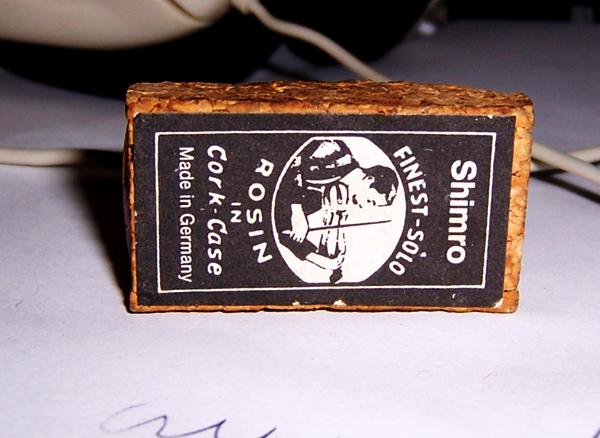 Shimro
FINEST-SOLO
ROSIN
IN
Cork-Case
Made in Germany